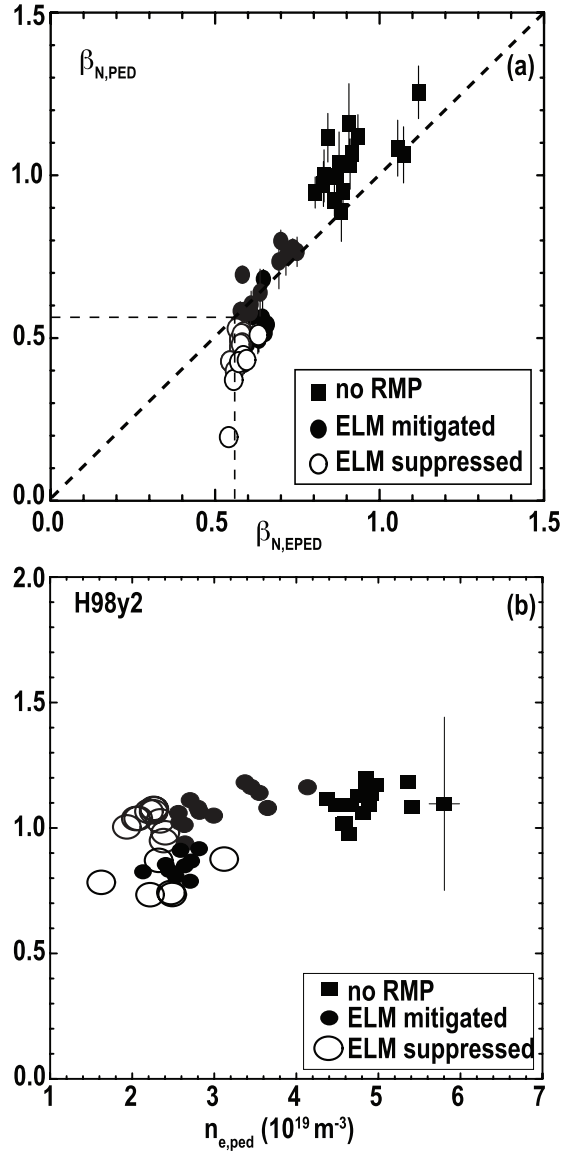 1.5
β_N,PED
(a)
1.0
0.5
no RMP
ELM mitigated
ELM suppressed
0.0
0.0
0.5
1.0
1.5
β_N,EPED
2.0
H98y2
(b)
1.5
1.0
0.5
no RMP
ELM mitigated
ELM suppressed
0.0
1
2
3
4
5
6
7
n_e,ped (10^19 m^-3)